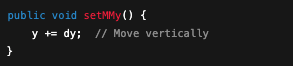 public void setMMy() {
    y += dy;  // Move vertically
}